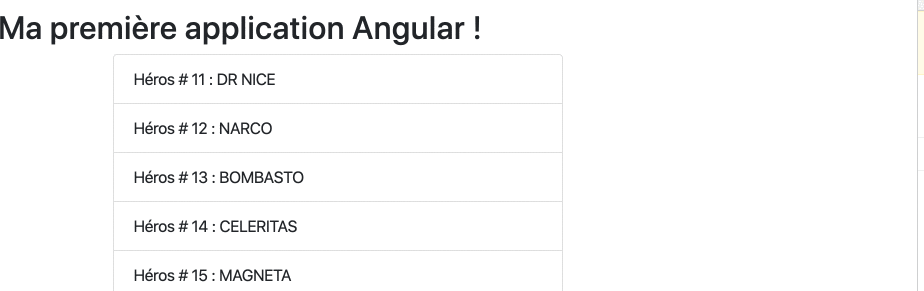 Ma première application Angular !
Héros # 11 : DR NICE
Héros # 12 : NARCO
Héros # 13 : BOMBASTO
Héros # 14 : CELERITAS
Héros # 15 : MAGNETA